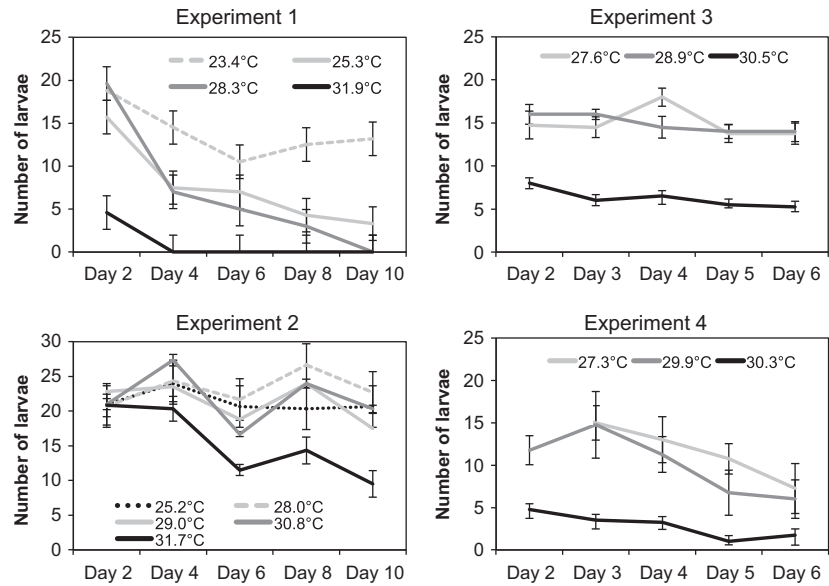 Experiment 1
Number of larvae
25
20
15
10
5
0
23.4°C 25.3°C
28.3°C 31.9°C
Day 2 Day 4 Day 6 Day 8 Day 10
Experiment 3
Number of larvae
25
20
15
10
5
0
27.6°C 28.9°C 30.5°C
Day 2 Day 3 Day 4 Day 5 Day 6
Experiment 2
Number of larvae
30
25
20
15
10
5
0
25.2°C 28.0°C
29.0°C 30.8°C
31.7°C
Day 2 Day 4 Day 6 Day 8 Day 10
Experiment 4
Number of larvae
25
20
15
10
5
0
27.3°C 29.9°C 30.3°C
Day 2 Day 3 Day 4 Day 5 Day 6